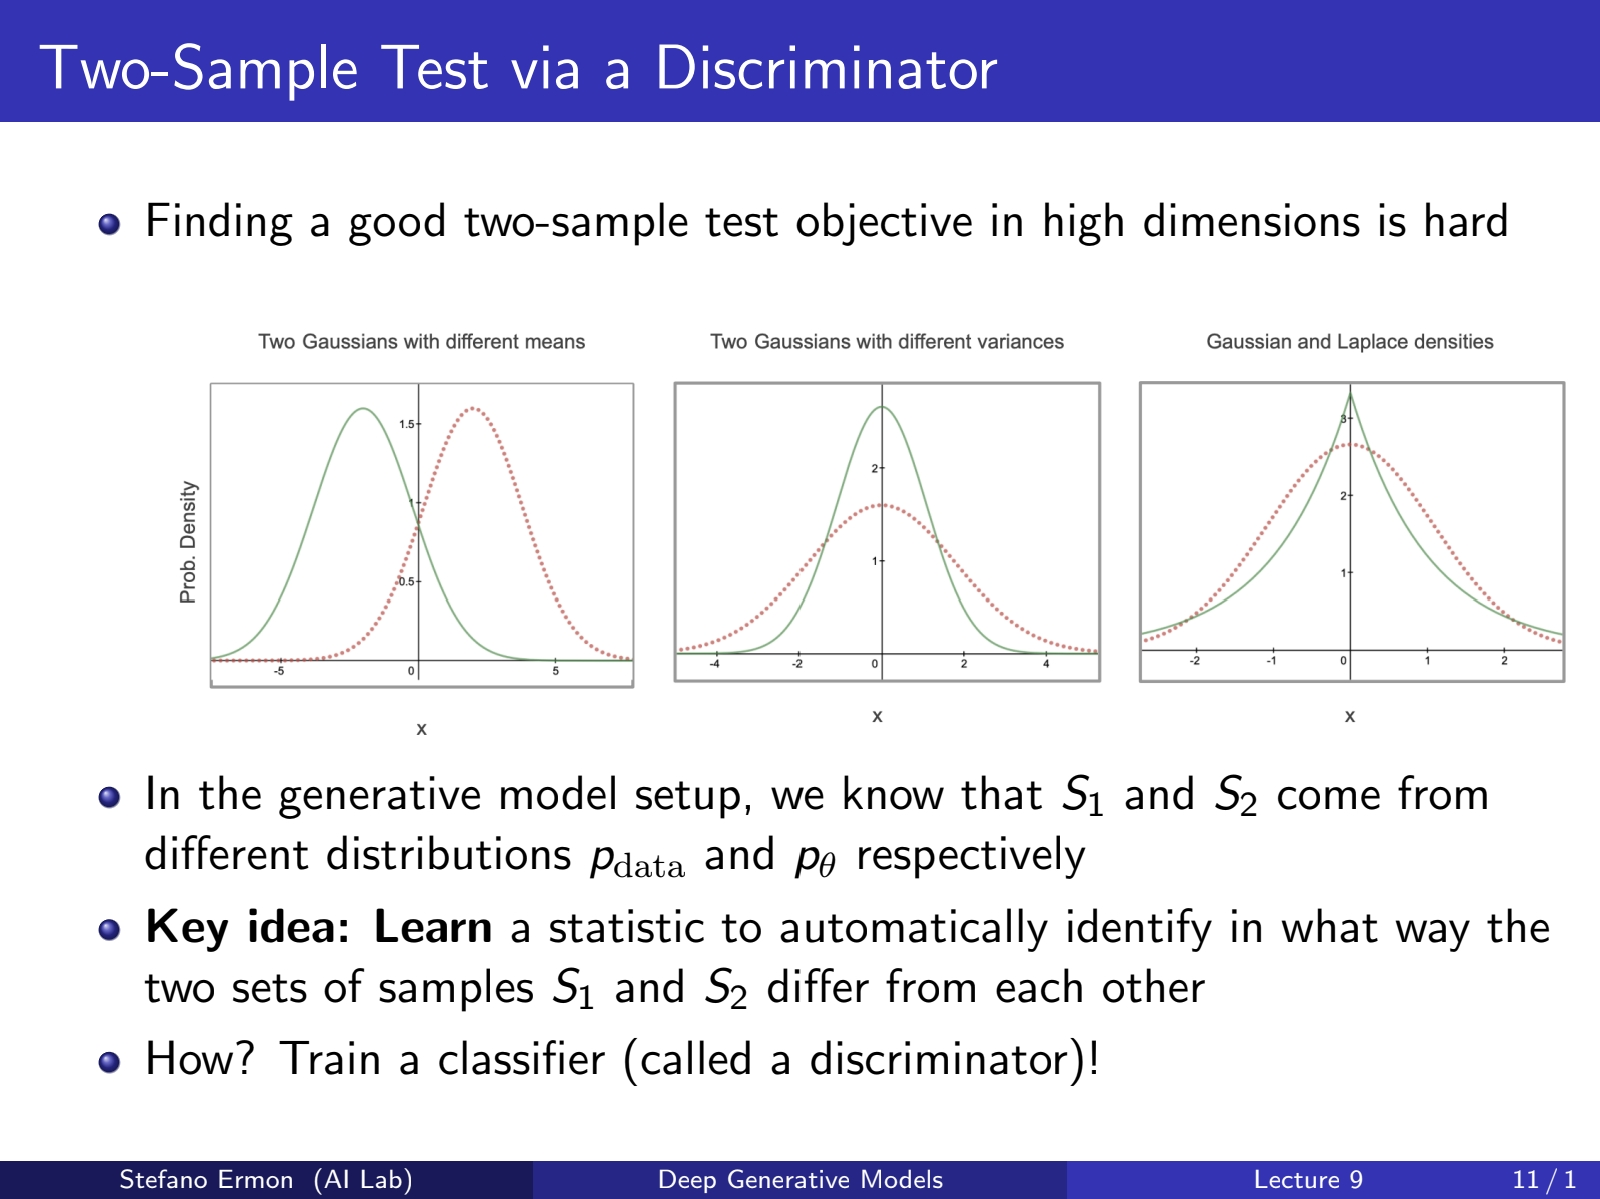 Two-Sample Test via a Discriminator
Finding a good two-sample test objective in high dimensions is hard
Two Gaussians with different means
Prob. Density
1.5
1
0.5
-5
0
5
x
Two Gaussians with different variances
2
1
-4
-2
0
2
4
x
Gaussian and Laplace densities
3
2
1
-2
-1
0
1
2
x
In the generative model setup, we know that S₁ and S₂ come from
different distributions p_data and p_θ respectively
Key idea: Learn a statistic to automatically identify in what way the
two sets of samples S₁ and S₂ differ from each other
How? Train a classifier (called a discriminator)!
Stefano Ermon (AI Lab)
Deep Generative Models
Lecture 9
11 / 1